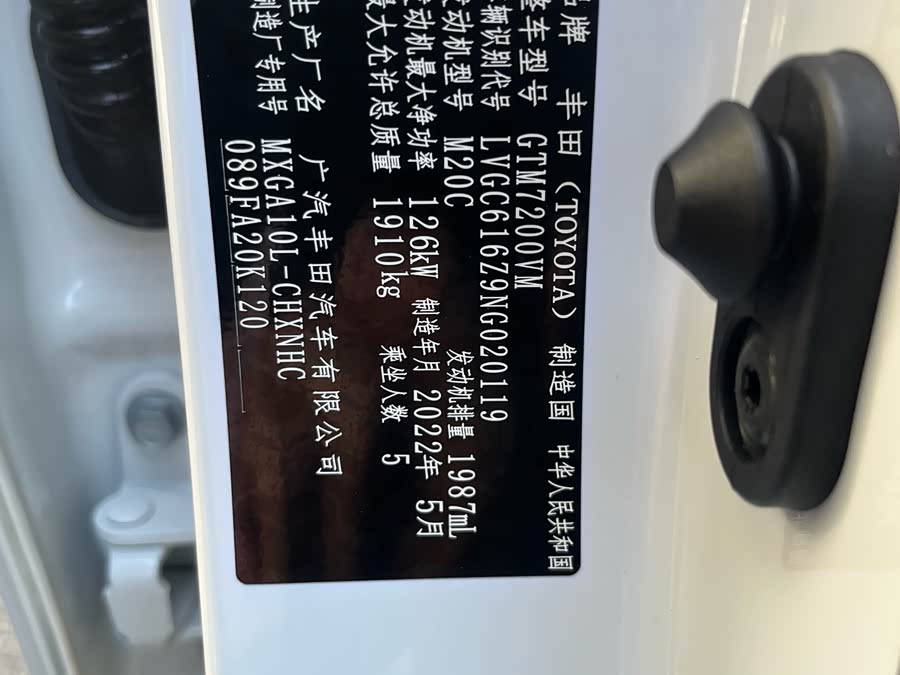 品牌 丰田（TOYOTA） 制造国 中华人民共和国
整车型号 GTM7200VM
车辆识别代号 LVGC616Z9NG020119
发动机型号 M20C 发动机排量 1987mL
发动机最大净功率 126kW 制造年月 2022年 5月
最大允许总质量 1910kg 乘坐人数 5
生产厂名 广汽丰田汽车有限公司
制造厂专用号 MXGA10L-CHXNHC
089FA20K120